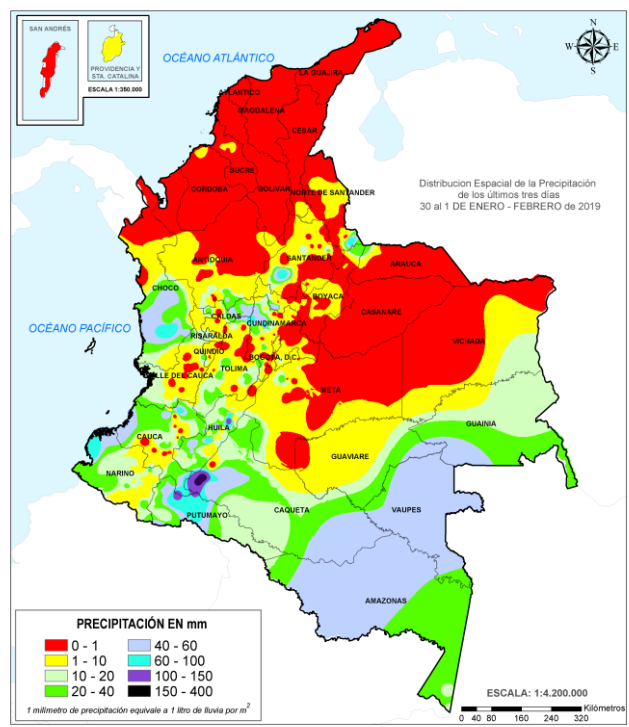 SAN ANDRÉS
PROVIDENCIA Y
STA. CATALINA
ESCALA 1:350.000
OCÉANO ATLÁNTICO
N
W
E
S
LA GUAJIRA
ATLANTICO
MAGDALENA
CESAR
SUCRE
CORDOBA
BOLIVAR
NORTE DE SANTANDER
Distribucion Espacial de la Precipitación
de los últimos tres días
30 al 1 DE ENERO - FEBRERO de 2019
ANTIOQUIA
SANTANDER
ARAUCA
CHOCO
BOYACA
CASANARE
OCÉANO PACÍFICO
CALDAS
CUNDINAMARCA
RISARALDA
VICHADA
QUINDIO
BOGOTA, D.C.
TOLIMA
VALLE DEL CAUCA
META
HUILA
GUAINIA
CAUCA
GUAVIARE
NARIÑO
CAQUETA
VAUPES
PUTUMAYO
AMAZONAS
PRECIPITACIÓN EN mm
0 - 1
40 - 60
1 - 10
60 - 100
10 - 20
100 - 150
20 - 40
150 - 400
1 milímetro de precipitación equivale a 1 litro de lluvia por m2
ESCALA: 1:4.200.000
Kilómetros
0 40 80 160 240 320